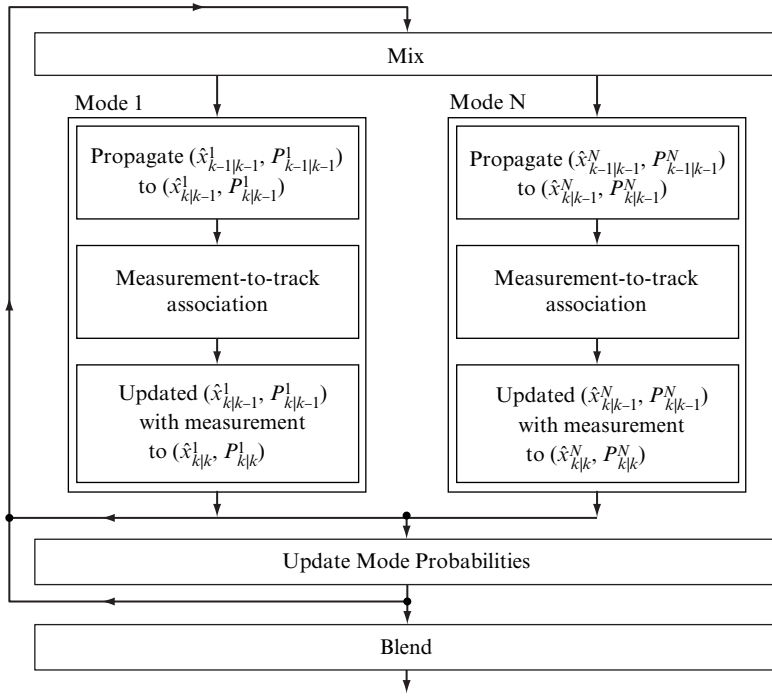 Mix
Mode 1
Propagate (x̂¹ₖ₋₁|ₖ₋₁, P¹ₖ₋₁|ₖ₋₁)
to (x̂¹ₖ|ₖ₋₁, P¹ₖ|ₖ₋₁)
Measurement-to-track
association
Updated (x̂¹ₖ|ₖ₋₁, P¹ₖ|ₖ₋₁)
with measurement
to (x̂¹ₖ|ₖ, P¹ₖ|ₖ)
Mode N
Propagate (x̂ᴺₖ₋₁|ₖ₋₁, Pᴺₖ₋₁|ₖ₋₁)
to (x̂ᴺₖ|ₖ₋₁, Pᴺₖ|ₖ₋₁)
Measurement-to-track
association
Updated (x̂ᴺₖ|ₖ₋₁, Pᴺₖ|ₖ₋₁)
with measurement
to (x̂ᴺₖ|ₖ, Pᴺₖ|ₖ)
Update Mode Probabilities
Blend